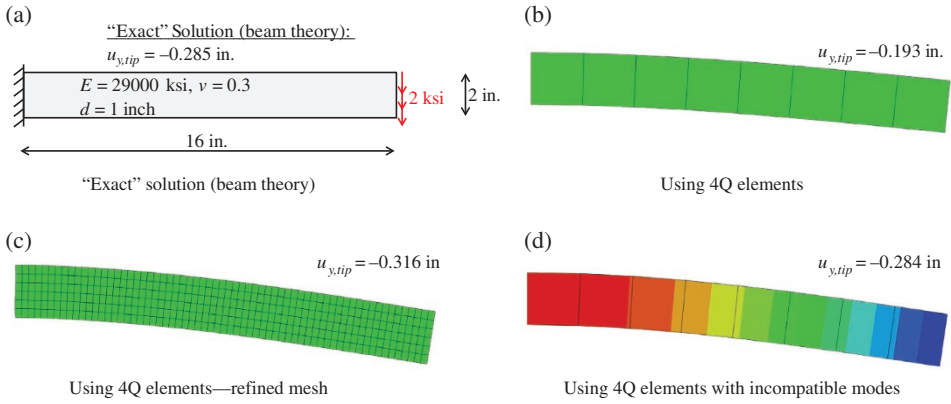 (a)
“Exact” Solution (beam theory):
u_{y,tip} = –0.285 in.
E = 29000 ksi, v = 0.3
d = 1 inch
2 ksi
2 in.
16 in.
“Exact” solution (beam theory)
(b)
u_{y,tip} = –0.193 in.
Using 4Q elements
(c)
u_{y,tip} = –0.316 in
Using 4Q elements—refined mesh
(d)
u_{y,tip} = –0.284 in
Using 4Q elements with incompatible modes